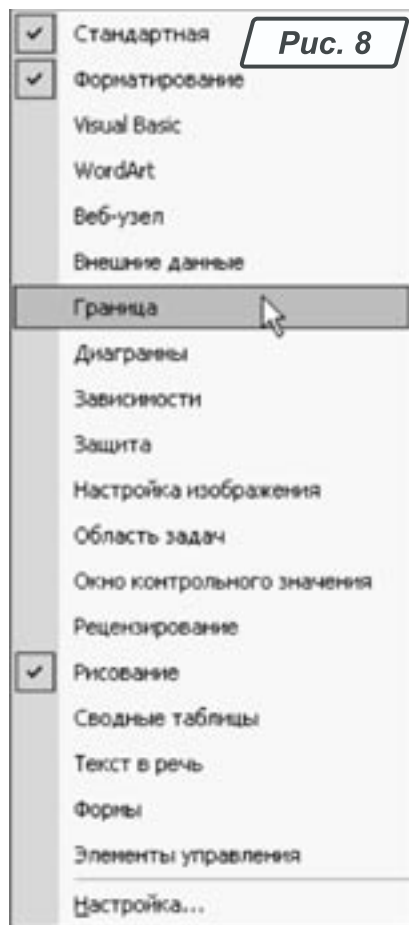 Стандартная
Рис. 8
Форматирование
Visual Basic
WordArt
Веб-узел
Внешние данные
Граница
Диаграммы
Зависимости
Защита
Настройка изображения
Область задач
Окно контрольного значения
Рецензирование
Рисование
Сводные таблицы
Текст в речь
Формы
Элементы управления
Настройка...